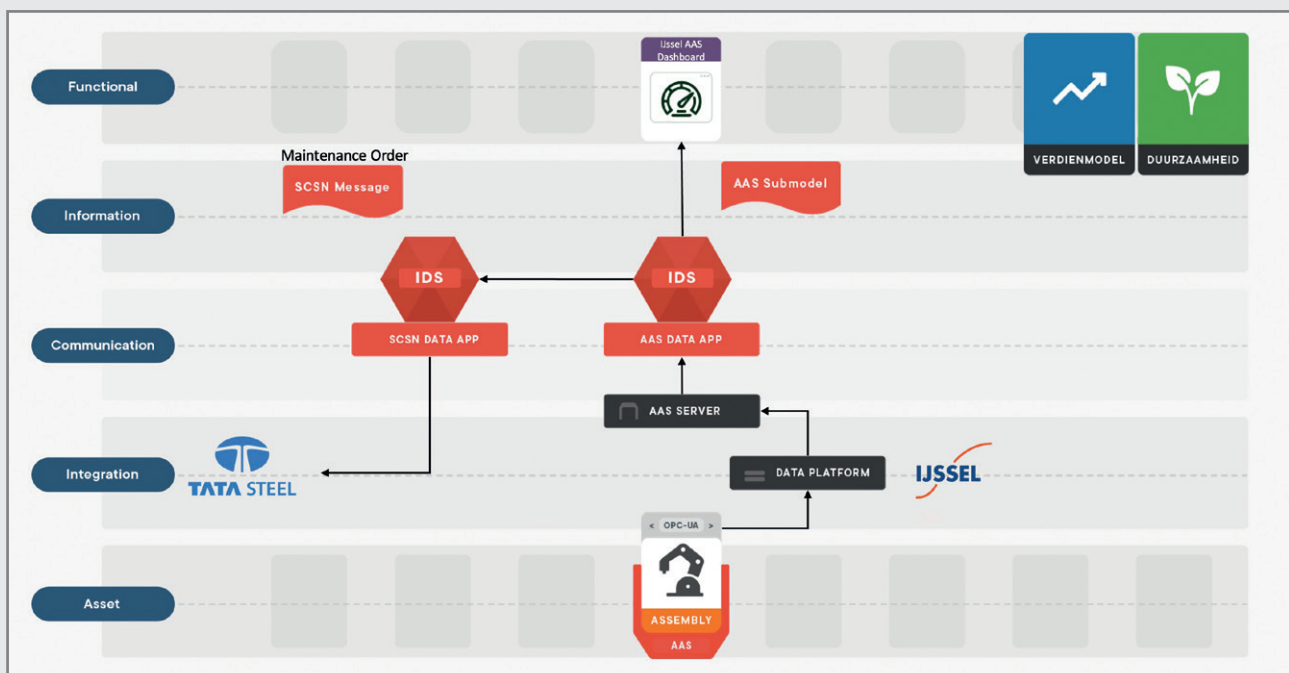 Functional
IJssel AAS
Dashboard
VERDIENMODEL
DUURZAAMHEID
Maintenance Order
SCSN Message
AAS Submodel
Information
IDS
IDS
Communication
SCSN DATA APP
AAS DATA APP
AAS SERVER
Integration
TATA STEEL
DATA PLATFORM
IJSSEL
< OPC-UA >
Asset
ASSEMBLY
AAS